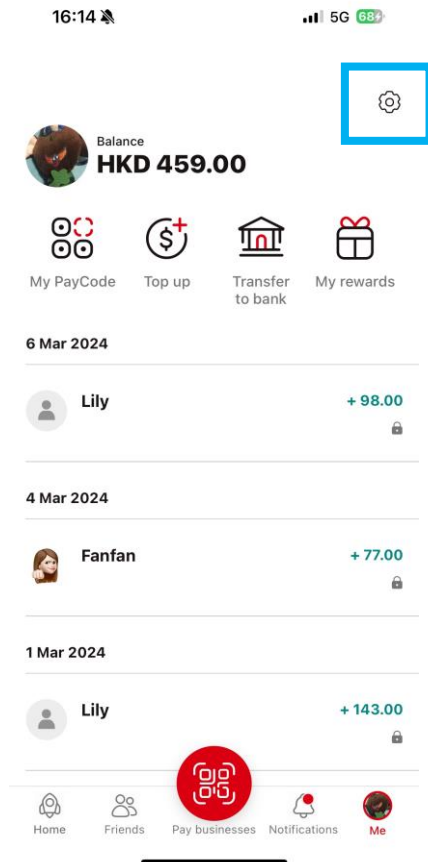 16:14
5G 68
Balance
HKD 459.00
My PayCode
Top up
Transfer
to bank
My rewards
6 Mar 2024
Lily
+ 98.00
4 Mar 2024
Fanfan
+ 77.00
1 Mar 2024
Lily
+ 143.00
Home
Friends
Pay businesses
Notifications
Me